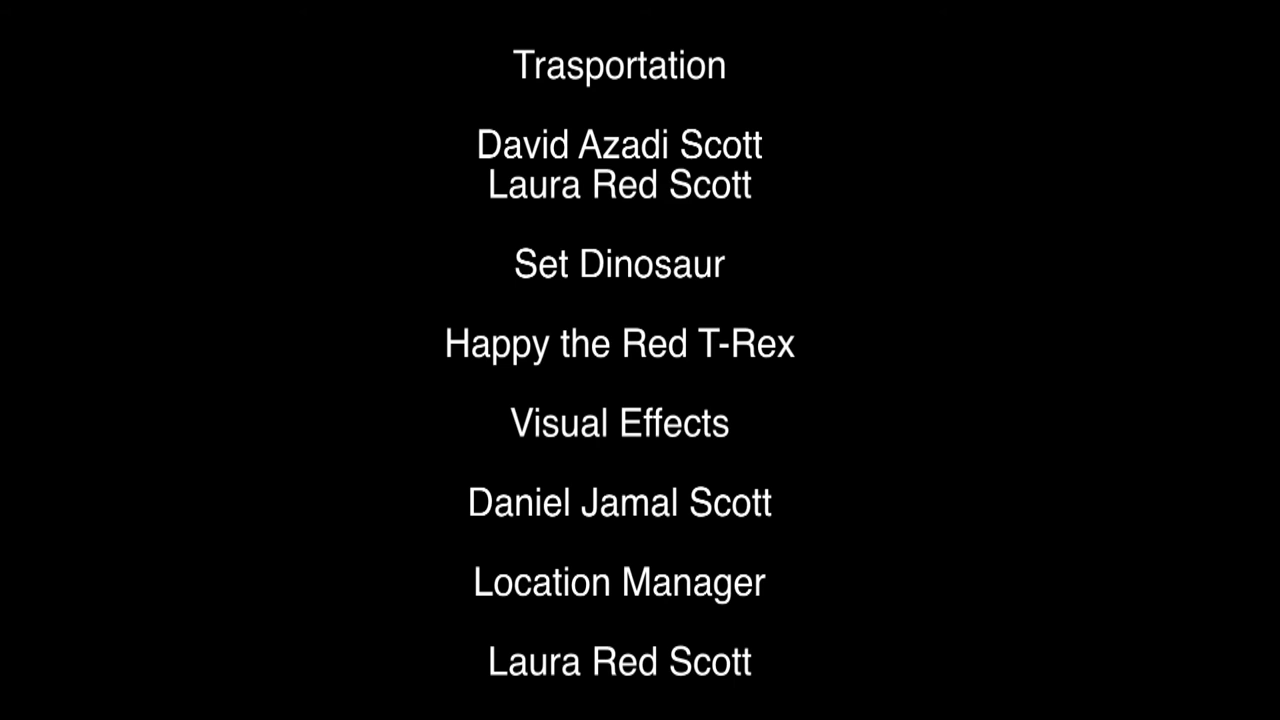 Trasportation
David Azadi Scott
Laura Red Scott
Set Dinosaur
Happy the Red T-Rex
Visual Effects
Daniel Jamal Scott
Location Manager
Laura Red Scott